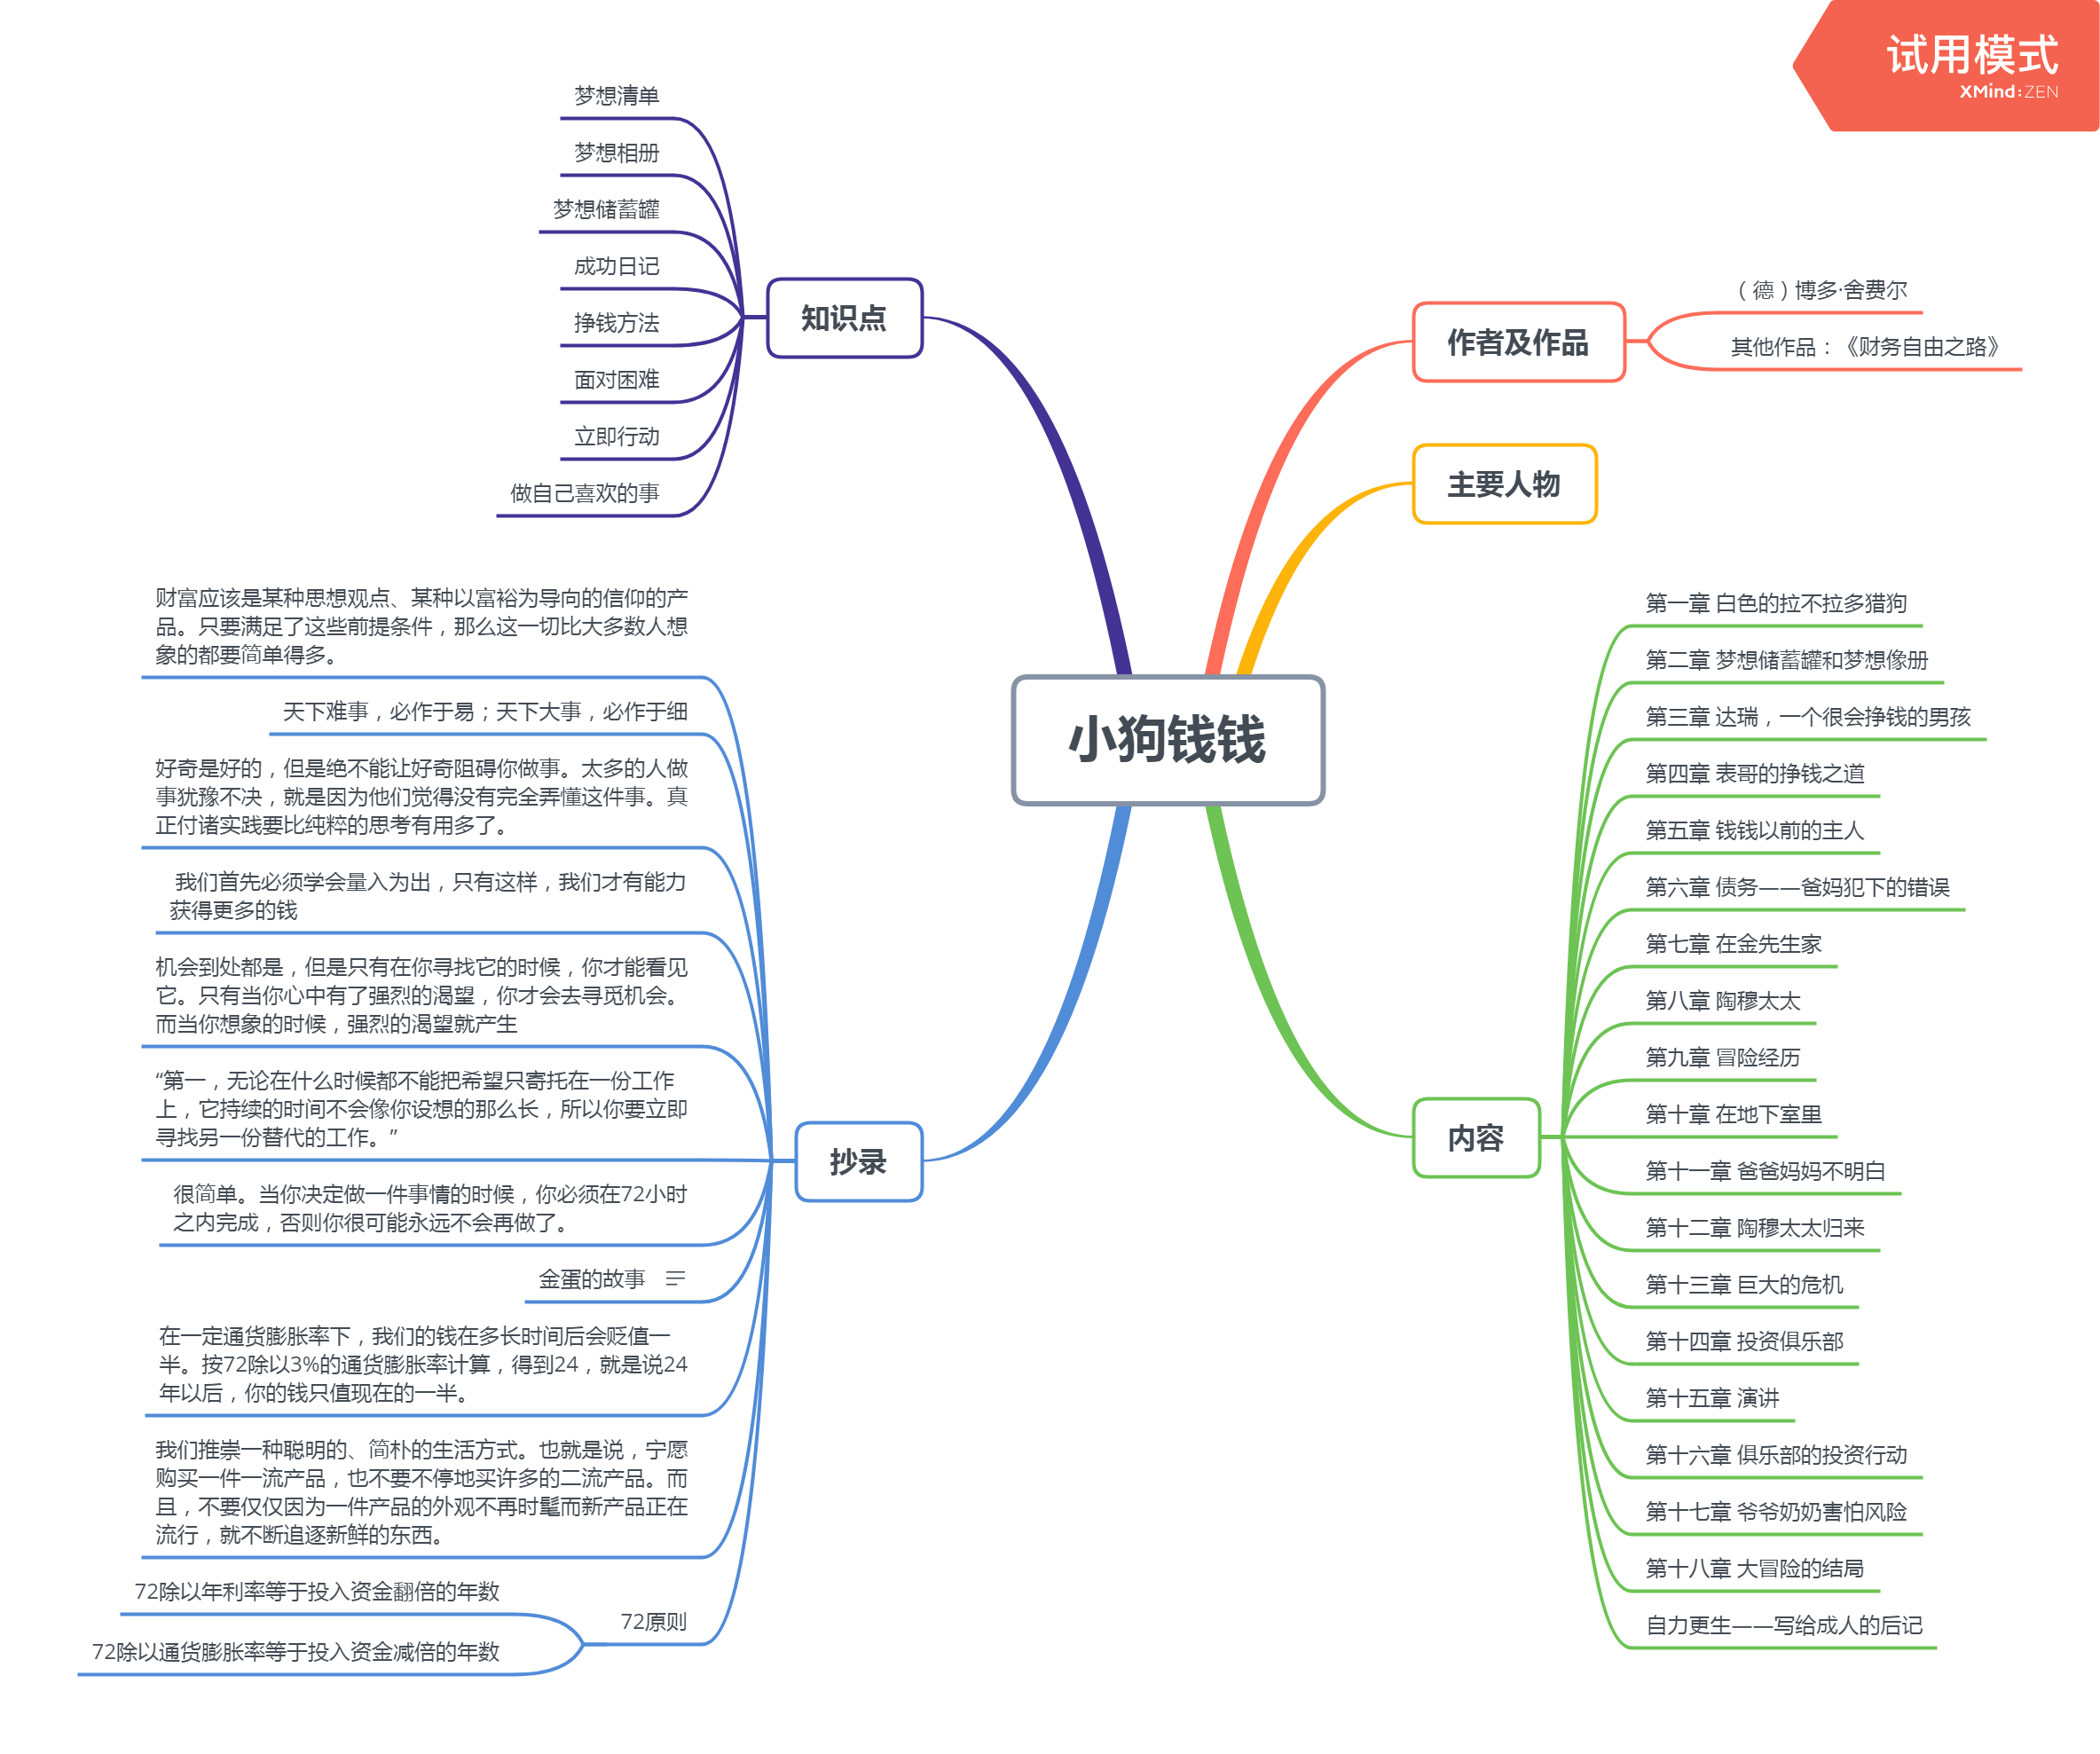 试用模式
XMind:ZEN
小狗钱钱
作者及作品
（德）博多·舍费尔
其他作品：《财务自由之路》
主要人物
内容
第一章 白色的拉不拉多猎狗
第二章 梦想储蓄罐和梦想像册
第三章 达瑞，一个很会挣钱的男孩
第四章 表哥的挣钱之道
第五章 钱钱以前的主人
第六章 债务——爸妈犯下的错误
第七章 在金先生家
第八章 陶穆太太
第九章 冒险经历
第十章 在地下室里
第十一章 爸爸妈妈不明白
第十二章 陶穆太太归来
第十三章 巨大的危机
第十四章 投资俱乐部
第十五章 演讲
第十六章 俱乐部的投资行动
第十七章 爷爷奶奶害怕风险
第十八章 大冒险的结局
自力更生——写给成人的后记
知识点
梦想清单
梦想相册
梦想储蓄罐
成功日记
挣钱方法
面对困难
立即行动
做自己喜欢的事
抄录
财富应该是某种思想观点、某种以富裕为导向的信仰的产
品。只要满足了这些前提条件，那么这一切比大多数人想
象的都要简单得多。
天下难事，必作于易；天下大事，必作于细
好奇是好的，但是绝不能让好奇阻碍你做事。太多的人做
事犹豫不决，就是因为他们觉得没有完全弄懂这件事。真
正付诸实践要比纯粹的思考有用多了。
我们首先必须学会量入为出，只有这样，我们才有能力
获得更多的钱
机会到处都是，但是只有在你寻找它的时候，你才能看见
它。只有当你心中有了强烈的渴望，你才会去寻觅机会。
而当你想象的时候，强烈的渴望就产生
“第一，无论在什么时候都不能把希望只寄托在一份工作
上，它持续的时间不会像你设想的那么长，所以你要立即
寻找另一份替代的工作。”
很简单。当你决定做一件事情的时候，你必须在72小时
之内完成，否则你很可能永远不会再做了。
金蛋的故事
在一定通货膨胀率下，我们的钱在多长时间后会贬值一
半。按72除以3%的通货膨胀率计算，得到24，就是说24
年以后，你的钱只值现在的一半。
我们推崇一种聪明的、简朴的生活方式。也就是说，宁愿
购买一件一流产品，也不要不停地买许多的二流产品。而
且，不要仅仅因为一件产品的外观不再时髦而新产品正在
流行，就不断追逐新鲜的东西。
72原则
72除以年利率等于投入资金翻倍的年数
72除以通货膨胀率等于投入资金减倍的年数